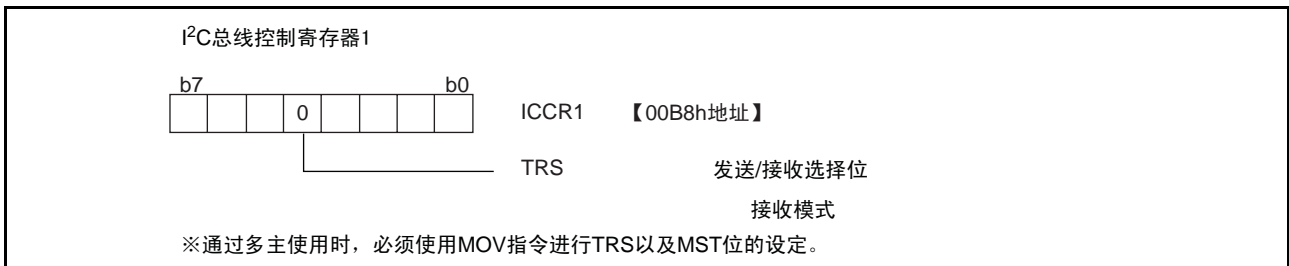 I²C总线控制寄存器1
b7 b0
0 ICCR1 【00B8h地址】
TRS 发送/接收选择位
接收模式
※通过多主使用时，必须使用MOV指令进行TRS以及MST位的设定。